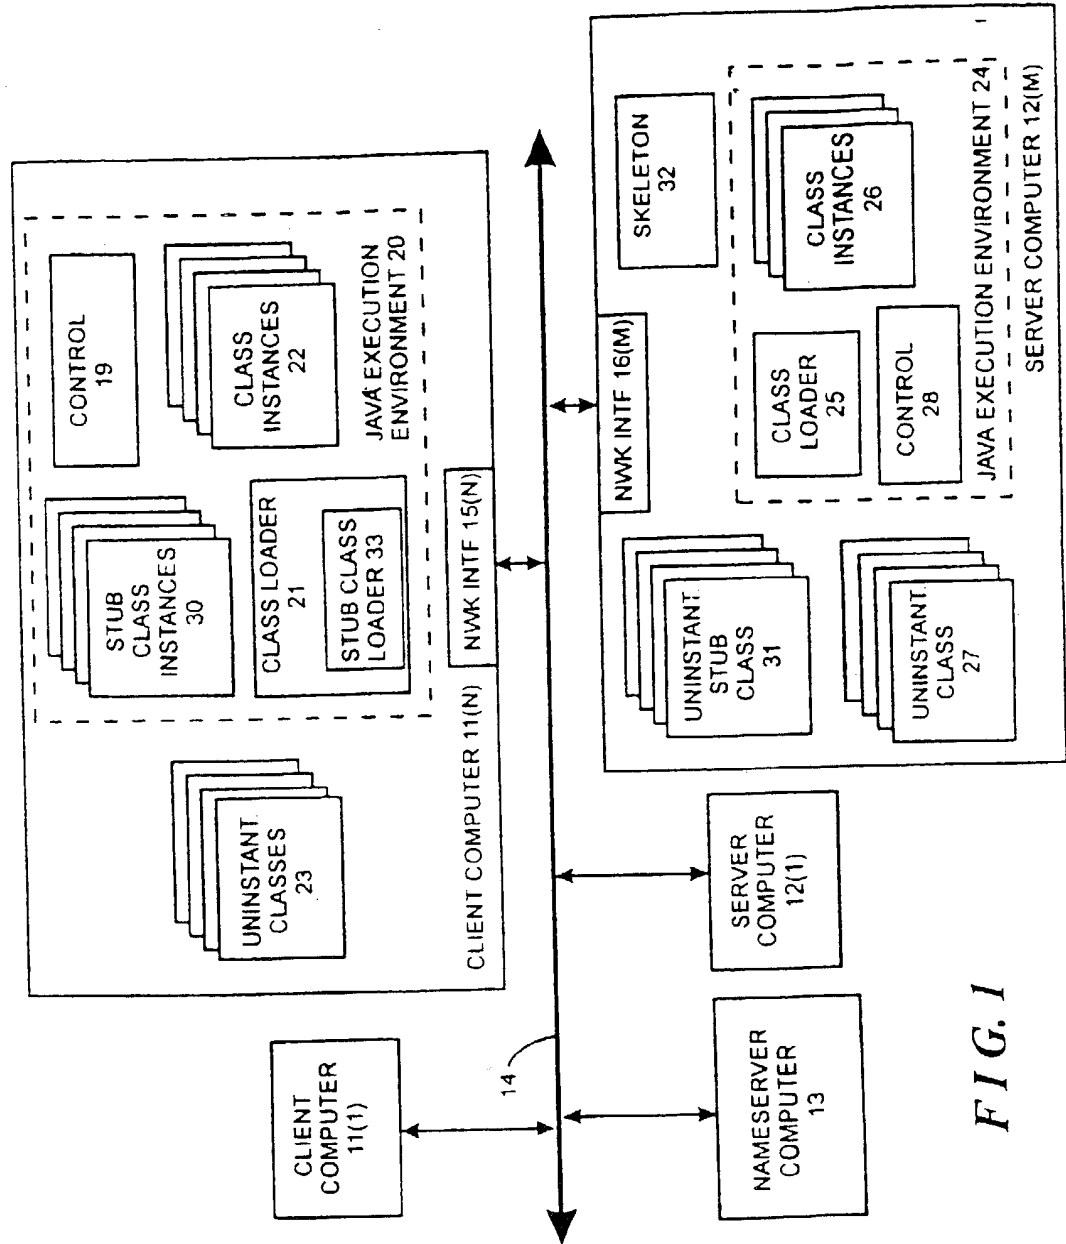 CLIENT
COMPUTER
11(1)
UNINSTANT.
CLASSES
23
STUB
CLASS
INSTANCES
30
CONTROL
19
CLASS LOADER
21
STUB CLASS
LOADER 33
CLASS
INSTANCES
22
JAVA EXECUTION
ENVIRONMENT 20
CLIENT COMPUTER 11(N)
NWK INTF 15(N)
14
NAMESERVER
COMPUTER
13
SERVER
COMPUTER
12(1)
NWK INTF 16(M)
SKELETON
32
UNINSTANT.
STUB
CLASS
31
CLASS
LOADER
25
CLASS
INSTANCES
26
UNINSTANT.
CLASS
27
CONTROL
28
JAVA EXECUTION ENVIRONMENT 24
SERVER COMPUTER 12(M)
FIG. 1